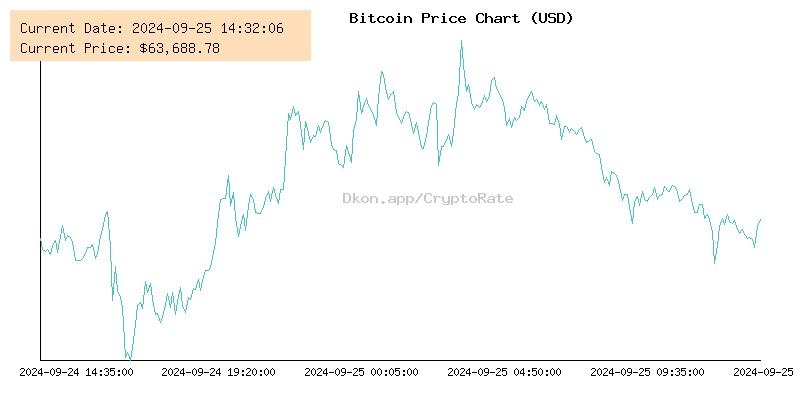 Bitcoin Price Chart (USD)
Current Date: 2024-09-25 14:32:06
Current Price: $63,688.78
Dkon.app/CryptoRate
2024-09-24 14:35:00 2024-09-24 19:20:00 2024-09-25 00:05:00 2024-09-25 04:50:00 2024-09-25 09:35:00 2024-09-25